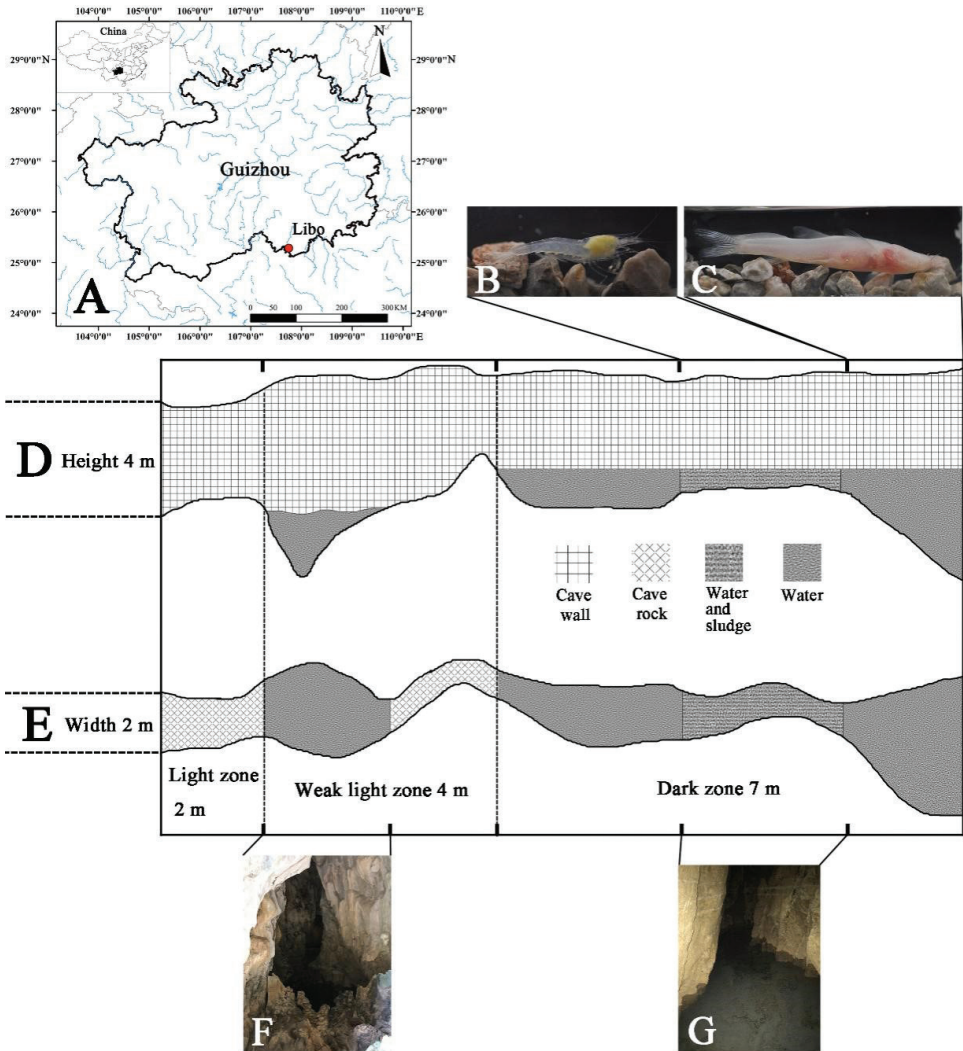 104°0'0" 105°0'0" 106°0'0" 107°0'0" 108°0'0" 109°0'0" 110°0'0"E
China
N
29°0'0" 29°0'0"N
28°0'0" 28°0'0"
27°0'0" 27°0'0"
Guizhou
26°0'0" 26°0'0"
Libo
25°0'0" 25°0'0"
A
0 50 100 200 300KM
24°0'0" 24°0'0"
104°0'0" 105°0'0" 106°0'0" 107°0'0" 108°0'0" 109°0'0" 110°0'0"E
B
C
D Height 4 m
Cave
wall
Cave
rock
Water
and
sludge
Water
E Width 2 m
Light zone
2 m
Weak light zone 4 m
Dark zone 7 m
F
G